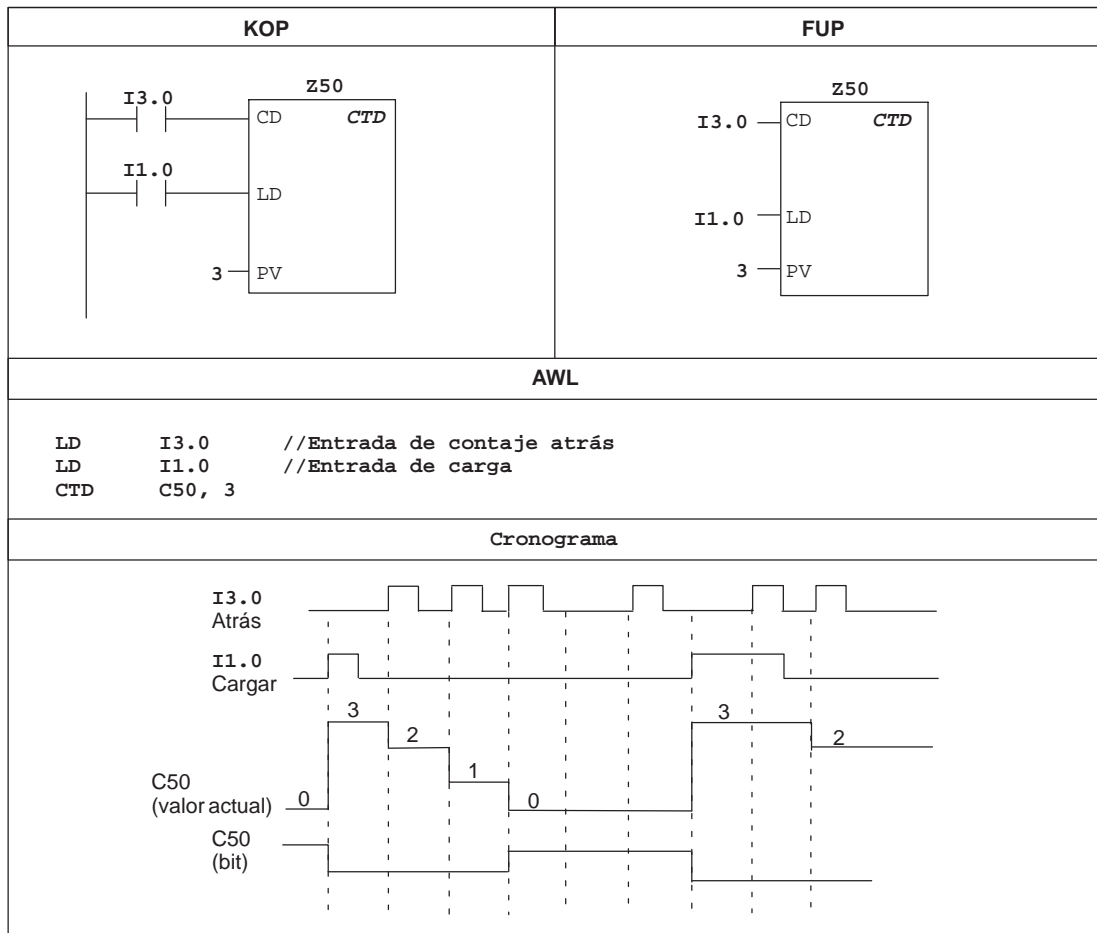 KOP
FUP
Z50
I3.0
CD CTD
I1.0
LD
3 PV
Z50
I3.0 CD CTD
I1.0 LD
3 PV
AWL
LD I3.0 //Entrada de contaje atrás
LD I1.0 //Entrada de carga
CTD C50, 3
Cronograma
I3.0
Atrás
I1.0
Cargar
3
2
1
0
3
2
C50
(valor actual) 0
C50
(bit)